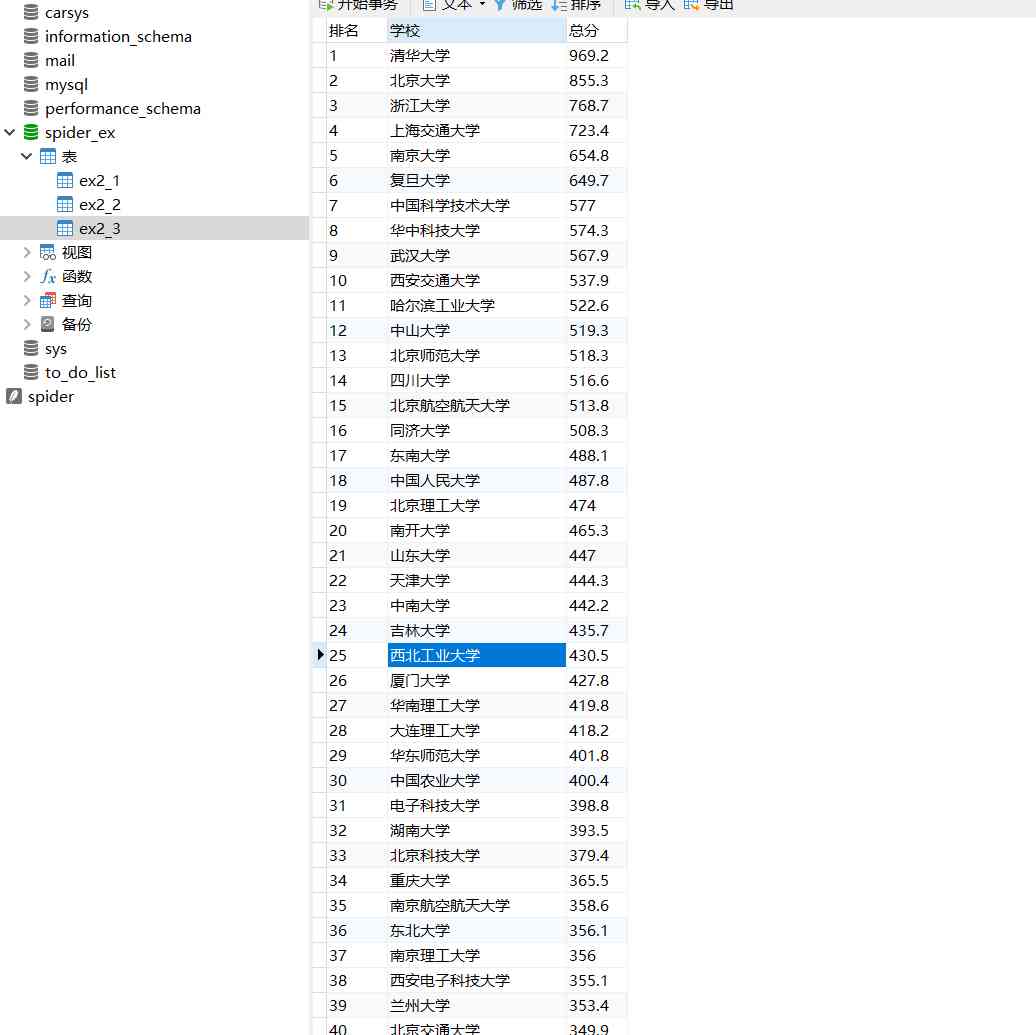 carsys
information_schema
mail
mysql
performance_schema
spider_ex
表
ex2_1
ex2_2
ex2_3
视图
fx 函数
查询
备份
sys
to_do_list
spider
开始事务 文本 筛选 排序 导入 导出
排名 学校 总分
1 清华大学 969.2
2 北京大学 855.3
3 浙江大学 768.7
4 上海交通大学 723.4
5 南京大学 654.8
6 复旦大学 649.7
7 中国科学技术大学 577
8 华中科技大学 574.3
9 武汉大学 567.9
10 西安交通大学 537.9
11 哈尔滨工业大学 522.6
12 中山大学 519.3
13 北京师范大学 518.3
14 四川大学 516.6
15 北京航空航天大学 513.8
16 同济大学 508.3
17 东南大学 488.1
18 中国人民大学 487.8
19 北京理工大学 474
20 南开大学 465.3
21 山东大学 447
22 天津大学 444.3
23 中南大学 442.2
24 吉林大学 435.7
25 西北工业大学 430.5
26 厦门大学 427.8
27 华南理工大学 419.8
28 大连理工大学 418.2
29 华东师范大学 401.8
30 中国农业大学 400.4
31 电子科技大学 398.8
32 湖南大学 393.5
33 北京科技大学 379.4
34 重庆大学 365.5
35 南京航空航天大学 358.6
36 东北大学 356.1
37 南京理工大学 356
38 西安电子科技大学 355.1
39 兰州大学 353.4
40 北京交通大学 349.9